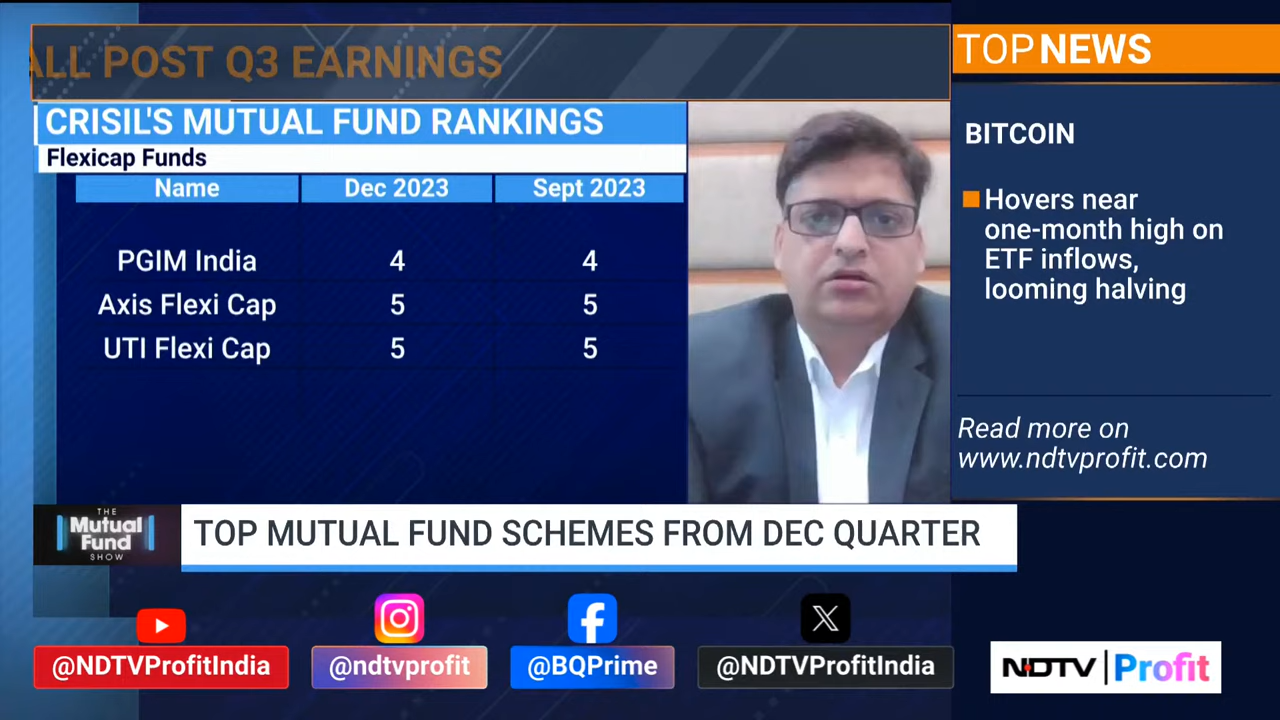 ALL POST Q3 EARNINGS
TOP NEWS
CRISIL'S MUTUAL FUND RANKINGS
Flexicap Funds
Name Dec 2023 Sept 2023
PGIM India 4 4
Axis Flexi Cap 5 5
UTI Flexi Cap 5 5
BITCOIN
Hovers near
one-month high on
ETF inflows,
looming halving
Read more on
www.ndtvprofit.com
THE
Mutual
Fund
SHOW
TOP MUTUAL FUND SCHEMES FROM DEC QUARTER
@NDTVProfitIndia
@ndtvprofit
@BQPrime
@NDTVProfitIndia
NDTV Profit